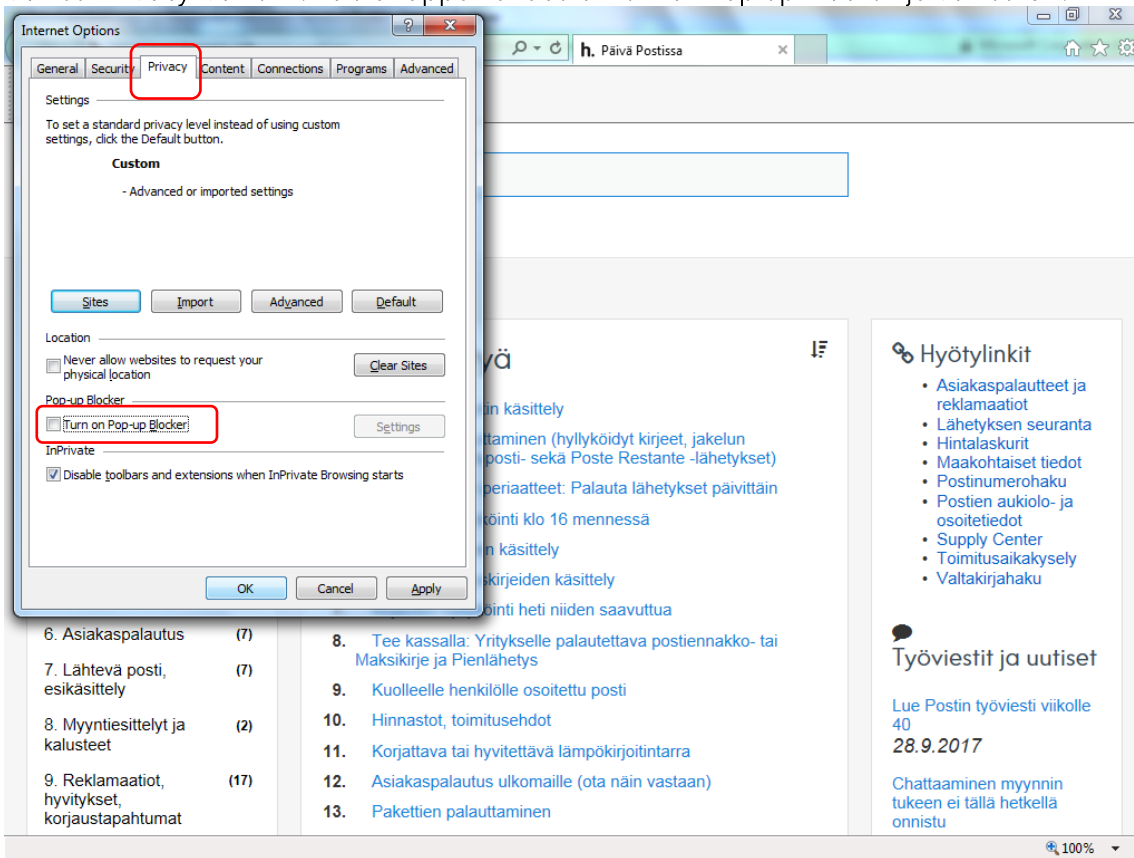 Internet Options
General Security Privacy Content Connections Programs Advanced
Settings
To set a standard privacy level instead of using custom
settings, click the Default button.
Custom
- Advanced or imported settings
Sites Import Advanced Default
Location
Never allow websites to request your
physical location
Clear Sites
Pop-up Blocker
Turn on Pop-up Blocker
Settings
InPrivate
Disable toolbars and extensions when InPrivate Browsing starts
OK Cancel Apply
h. Päivä Postissa
6. Asiakaspalautus (7)
7. Lähtevä posti, (7)
esikäsittely
8. Myyntiesittelyt ja (2)
kalusteet
9. Reklamaatiot, (17)
hyvitykset,
korjaustapahtumat
käsittely
(hyllyköidyt kirjeet, jakelun
sekä Poste Restante -lähetykset)
Palauta lähetykset päivittäin
klo 16 mennessä
käsittely
käsittely
heti niiden saavuttua
8. Tee kassalla: Yritykselle palautettava postiennakko- tai
Maksikirje ja Pienlähetys
9. Kuolleelle henkilölle osoitettu posti
10. Hinnastot, toimitusehdot
11. Korjattava tai hyvitettävä lämpökirjoitintarra
12. Asiakaspalautus ulkomaille (ota näin vastaan)
13. Pakettien palauttaminen
Hyötylinkit
• Asiakaspalautteet ja
reklamaatiot
• Lähetyksen seuranta
• Hintalaskurit
• Maakohtaiset tiedot
• Postinumerohaku
• Postien aukiolo- ja
osoitetiedot
• Supply Center
• Toimitusaikakysely
• Valtakirjahaku
Työviestit ja uutiset
Lue Postin työviesti viikolle
40
28.9.2017
Chattaaminen myynnin
tukeen ei tällä hetkellä
onnistu
100%